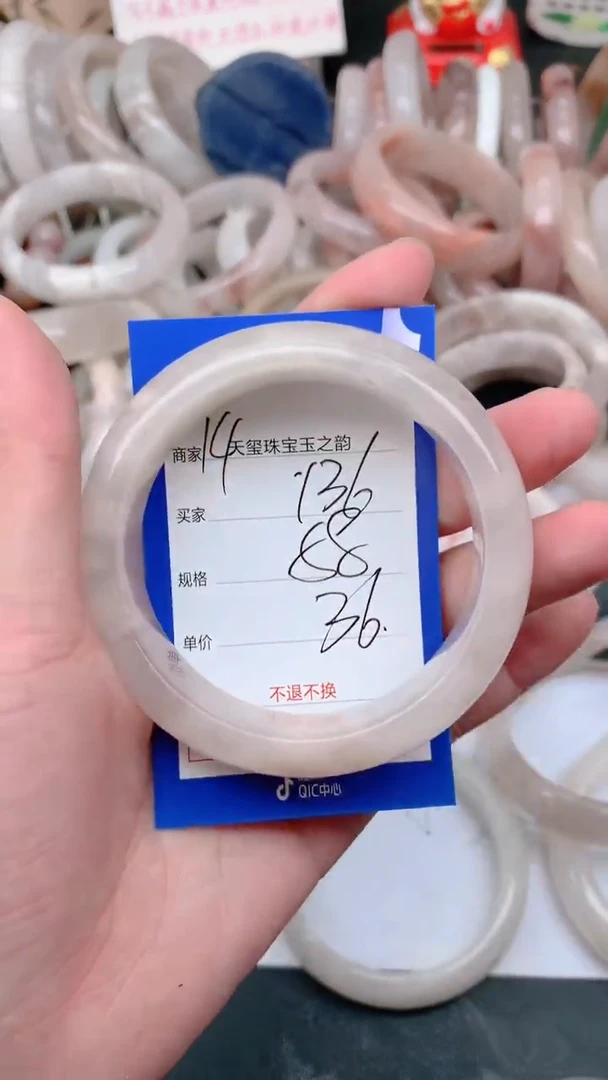 商家 14 天玺珠宝玉之韵
买家 136
规格 58
单价 36.
不退不换
QIC中心